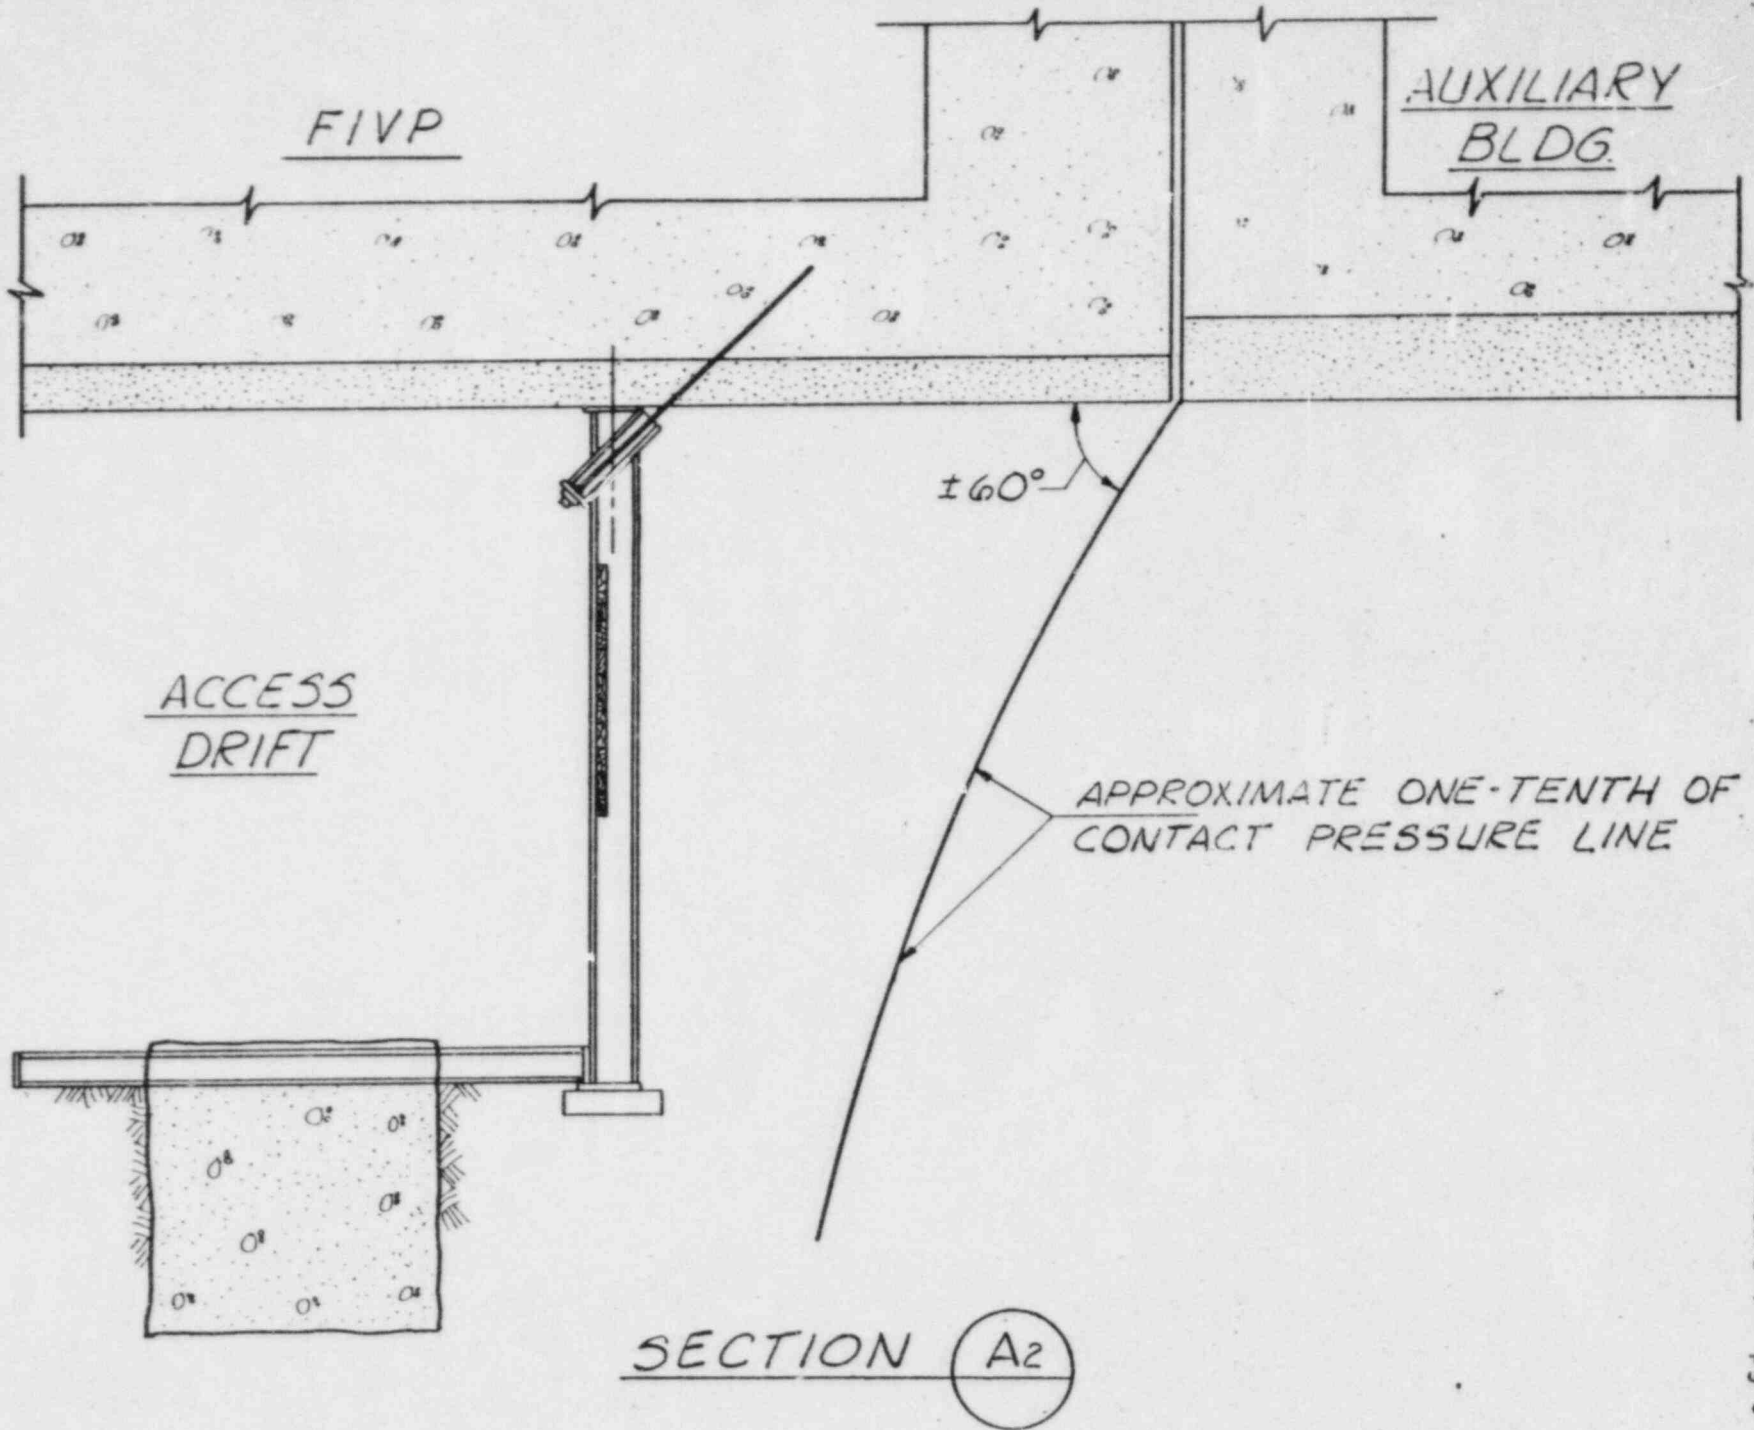 FIVP
AUXILIARY
BLDG.
±60°
ACCESS
DRIFT
APPROXIMATE ONE-TENTH OF
CONTACT PRESSURE LINE
SECTION A2